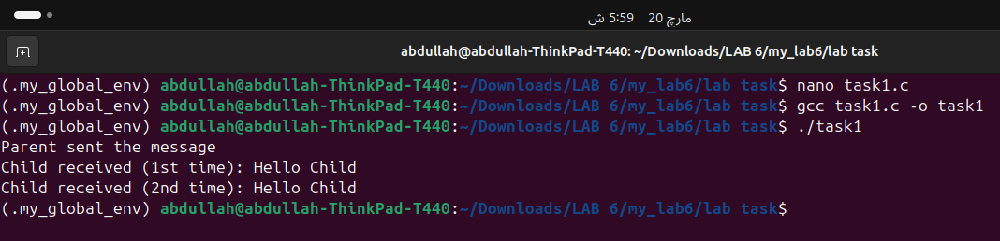 مارچ 20 5:59 ش
abdullah@abdullah-ThinkPad-T440: ~/Downloads/LAB 6/my_lab6/lab task
(.my_global_env) abdullah@abdullah-ThinkPad-T440:~/Downloads/LAB 6/my_lab6/lab task$ nano task1.c
(.my_global_env) abdullah@abdullah-ThinkPad-T440:~/Downloads/LAB 6/my_lab6/lab task$ gcc task1.c -o task1
(.my_global_env) abdullah@abdullah-ThinkPad-T440:~/Downloads/LAB 6/my_lab6/lab task$ ./task1
Parent sent the message
Child received (1st time): Hello Child
Child received (2nd time): Hello Child
(.my_global_env) abdullah@abdullah-ThinkPad-T440:~/Downloads/LAB 6/my_lab6/lab task$